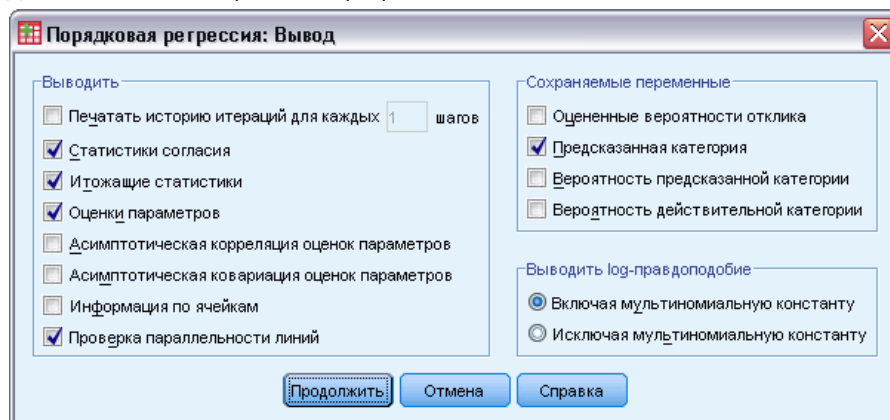 Порядковая регрессия: Вывод
Выводить
Печатать историю итераций для каждых 1 шагов
Статистики согласия
Итожащие статистики
Оценки параметров
Асимптотическая корреляция оценок параметров
Асимптотическая ковариация оценок параметров
Информация по ячейкам
Проверка параллельности линий
Сохраняемые переменные
Оцененные вероятности отклика
Предсказанная категория
Вероятность предсказанной категории
Вероятность действительной категории
Выводить log-правдоподобие
Включая мультиномиальную константу
Исключая мультиномиальную константу
Продолжить Отмена Справка